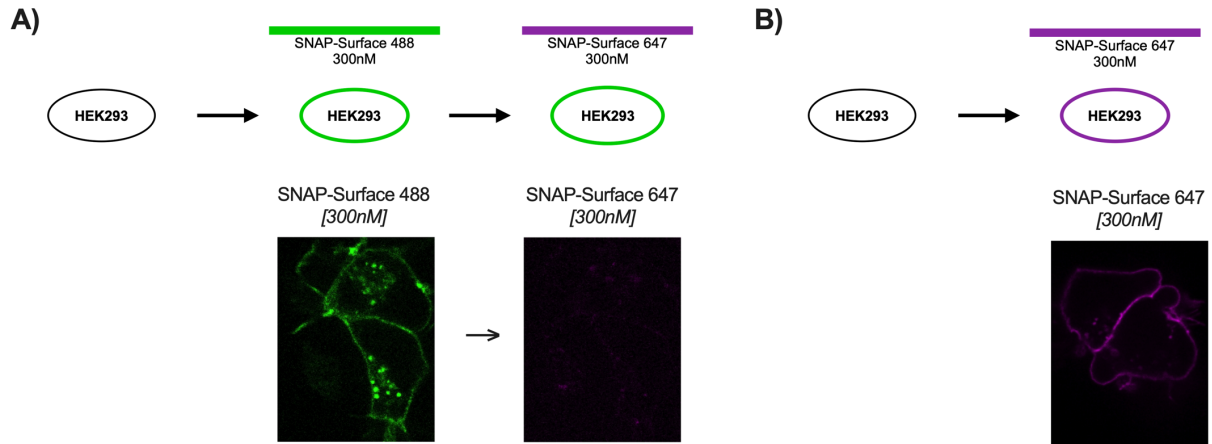 A)
SNAP-Surface 488
300nM
SNAP-Surface 647
300nM
HEK293
HEK293
HEK293
SNAP-Surface 488
[300nM]
SNAP-Surface 647
[300nM]
B)
SNAP-Surface 647
300nM
HEK293
HEK293
SNAP-Surface 647
[300nM]